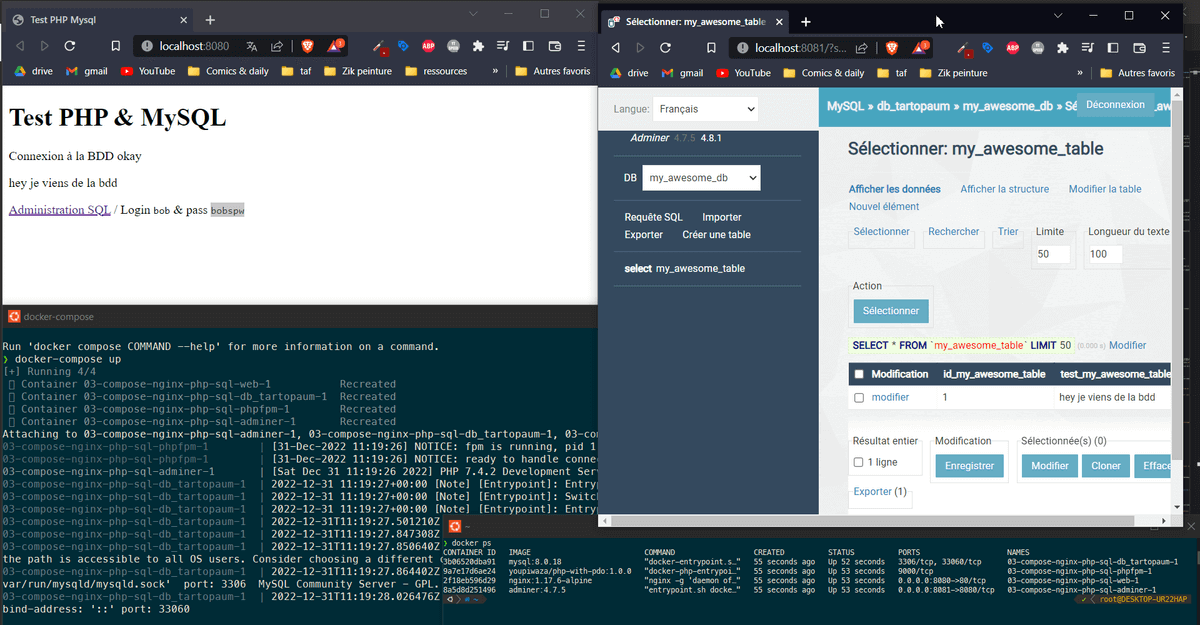 Test PHP Mysql
localhost:8080
drive
gmail
YouTube
Comics & daily
taf
Zik peinture
ressources
»
Autres favoris
Test PHP & MySQL
Connexion à la BDD okay
hey je viens de la bdd
Administration SQL / Login bob & pass bobspw
Sélectionner: my_awesome_table
localhost:8081/?s...
drive
gmail
YouTube
Comics & daily
taf
Zik peinture
»
Autres favoris
Langue: Français
Adminer 4.7.5 4.8.1
DB my_awesome_db
Requête SQL Importer
Exporter Créer une table
select my_awesome_table
MySQL » db_tartopaum » my_awesome_db » Sé
Déconnexion
Sélectionner: my_awesome_table
Afficher les données Afficher la structure Modifier la table
Nouvel élément
Sélectionner Rechercher Trier Limite Longueur du texte
50 100
Action
Sélectionner
SELECT * FROM `my_awesome_table` LIMIT 50 (0.000 s) Modifier
Modification id_my_awesome_table test_my_awesome_table
modifier 1 hey je viens de la bdd
Résultat entier Modification Sélectionnée(s) (0)
1 ligne Enregistrer Modifier Cloner Efface
Exporter (1)
docker-compose
Run 'docker compose COMMAND --help' for more information on a command.
❯ docker-compose up
[+] Running 4/4
Container 03-compose-nginx-php-sql-web-1 Recreated
Container 03-compose-nginx-php-sql-db_tartopaum-1 Recreated
Container 03-compose-nginx-php-sql-phpfpm-1 Recreated
Container 03-compose-nginx-php-sql-adminer-1 Recreated
Attaching to 03-compose-nginx-php-sql-adminer-1, 03-compose-nginx-php-sql-db_tartopaum-1, 03-co
03-compose-nginx-php-sql-phpfpm-1 | [31-Dec-2022 11:19:26] NOTICE: fpm is running, pid 1
03-compose-nginx-php-sql-phpfpm-1 | [31-Dec-2022 11:19:26] NOTICE: ready to handle conne
03-compose-nginx-php-sql-adminer-1 | [Sat Dec 31 11:19:26 2022] PHP 7.4.2 Development Ser
03-compose-nginx-php-sql-db_tartopaum-1 | 2022-12-31 11:19:27+00:00 [Note] [Entrypoint]: Entry
03-compose-nginx-php-sql-db_tartopaum-1 | 2022-12-31 11:19:27+00:00 [Note] [Entrypoint]: Switc
03-compose-nginx-php-sql-db_tartopaum-1 | 2022-12-31 11:19:27+00:00 [Note] [Entrypoint]: Entry
03-compose-nginx-php-sql-db_tartopaum-1 | 2022-12-31T11:19:27.501210Z
03-compose-nginx-php-sql-db_tartopaum-1 | 2022-12-31T11:19:27.847308Z
03-compose-nginx-php-sql-db_tartopaum-1 | 2022-12-31T11:19:27.850640Z
the path is accessible to all OS users. Consider choosing a different
03-compose-nginx-php-sql-db_tartopaum-1 | 2022-12-31T11:19:27.864402Z
var/run/mysqld/mysqld.sock' port: 3306 MySQL Community Server - GPL.
03-compose-nginx-php-sql-db_tartopaum-1 | 2022-12-31T11:19:28.026476Z
bind-address: '::' port: 33060
❯ docker ps
CONTAINER ID IMAGE COMMAND CREATED STATUS PORTS NAMES
3b06520dba91 mysql:8.0.18 "docker-entrypoint.s…" 55 seconds ago Up 52 seconds 3306/tcp, 33060/tcp 03-compose-nginx-php-sql-db_tartopaum-1
9a7e17d6ae24 youpiwaza/php-with-pdo:1.0.0 "docker-php-entrypoi…" 55 seconds ago Up 53 seconds 9000/tcp 03-compose-nginx-php-sql-phpfpm-1
2f18eb596d29 nginx:1.17.6-alpine "nginx -g 'daemon of…" 55 seconds ago Up 53 seconds 0.0.0.0:8080->80/tcp 03-compose-nginx-php-sql-web-1
8a5d8d251496 adminer:4.7.5 "entrypoint.sh docke…" 55 seconds ago Up 53 seconds 0.0.0.0:8081->8080/tcp 03-compose-nginx-php-sql-adminer-1
root@DESKTOP-UR22HAP